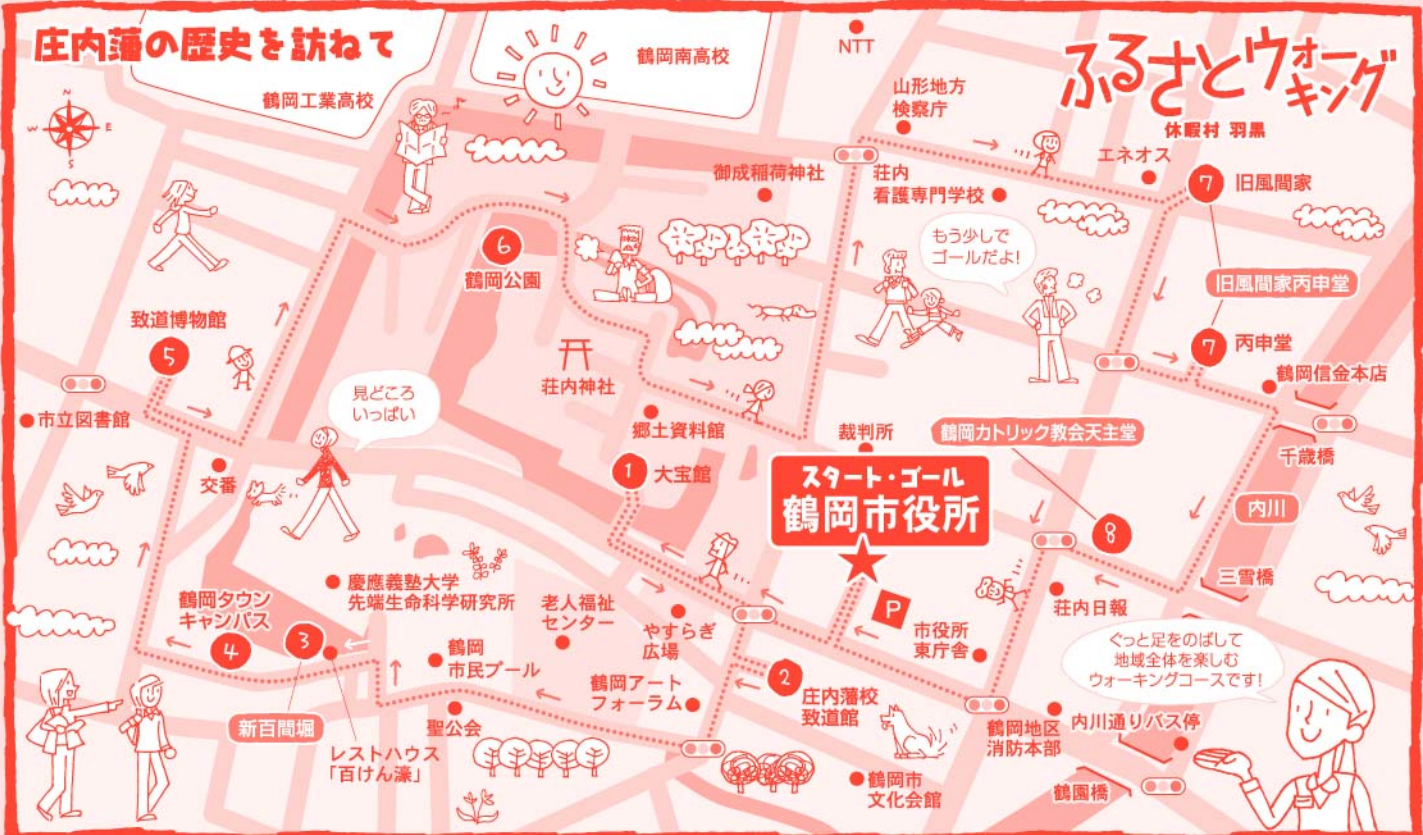 庄内藩の歴史を訪ねて
ふるさとウォーキング
休暇村 羽黒
鶴岡工業高校
鶴岡南高校
NTT
山形地方
検察庁
N
W
E
S
御成稲荷神社
荘内
看護専門学校
エネオス
7
旧風間家
もう少しで
ゴールだよ!
6
鶴岡公園
旧風間家丙申堂
致道博物館
5
7
丙申堂
荘内神社
鶴岡信金本店
見どころ
いっぱい
市立図書館
郷土資料館
裁判所
鶴岡カトリック教会天主堂
千歳橋
交番
1
大宝館
スタート・ゴール
鶴岡市役所
内川
8
三雪橋
慶應義塾大学
先端生命科学研究所
鶴岡タウン
キャンパス
4
3
老人福祉
センター
やすらぎ
広場
P
市役所
東庁舎
荘内日報
ぐっと足をのばして
地域全体を楽しむ
ウォーキングコースです!
鶴岡
市民プール
鶴岡アート
フォーラム
2
庄内藩校
致道館
新百間堀
聖公会
レストハウス
「百けん濠」
鶴岡地区
消防本部
内川通りバス停
鶴岡市
文化会館
鶴園橋